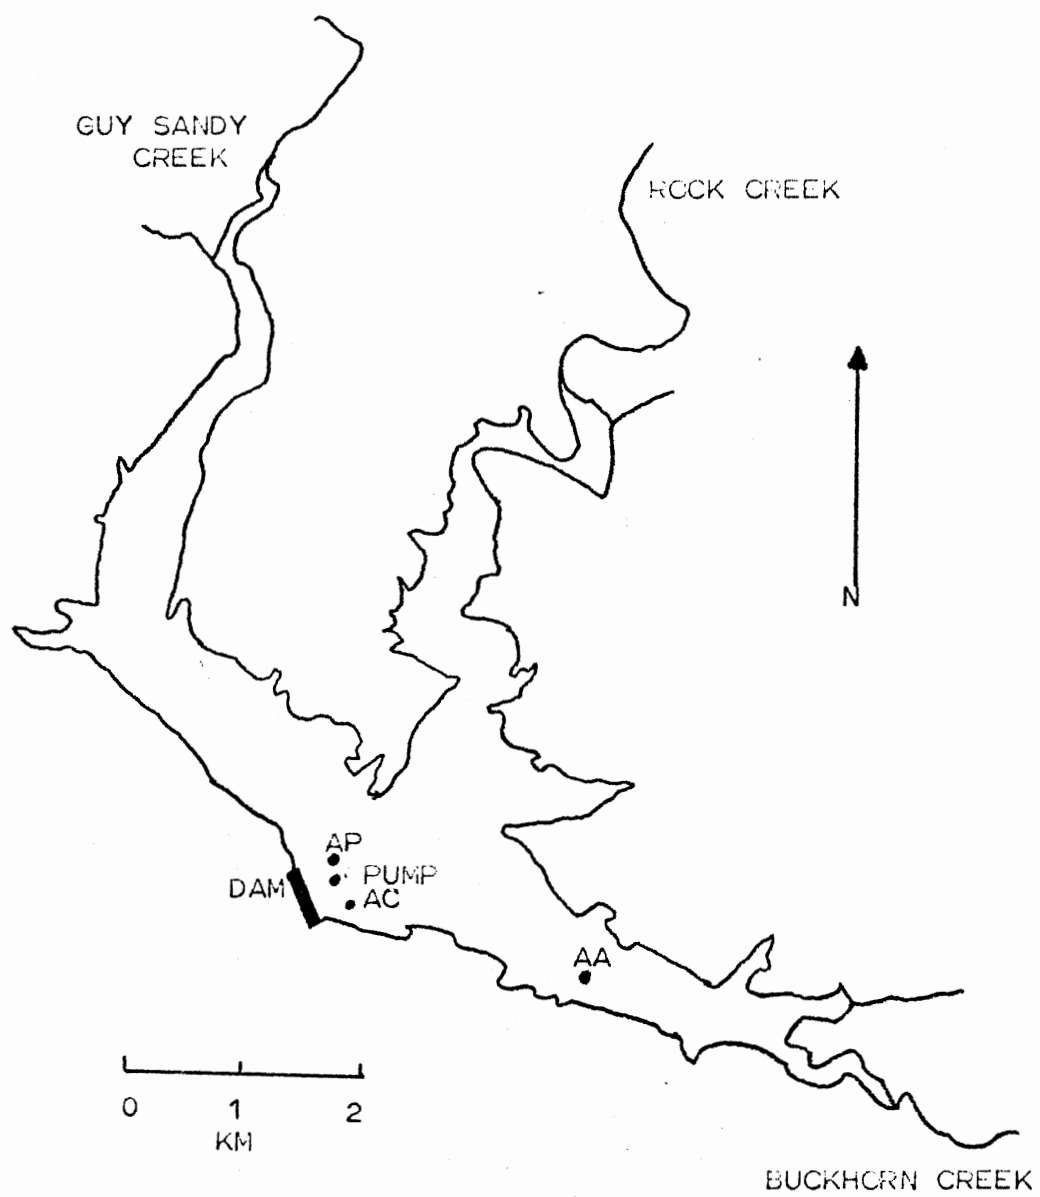 GUY SANDY
CREEK
ROCK CREEK
N
AP
PUMP
DAM
AC
AA
0 1 2
KM
BUCKHORN CREEK